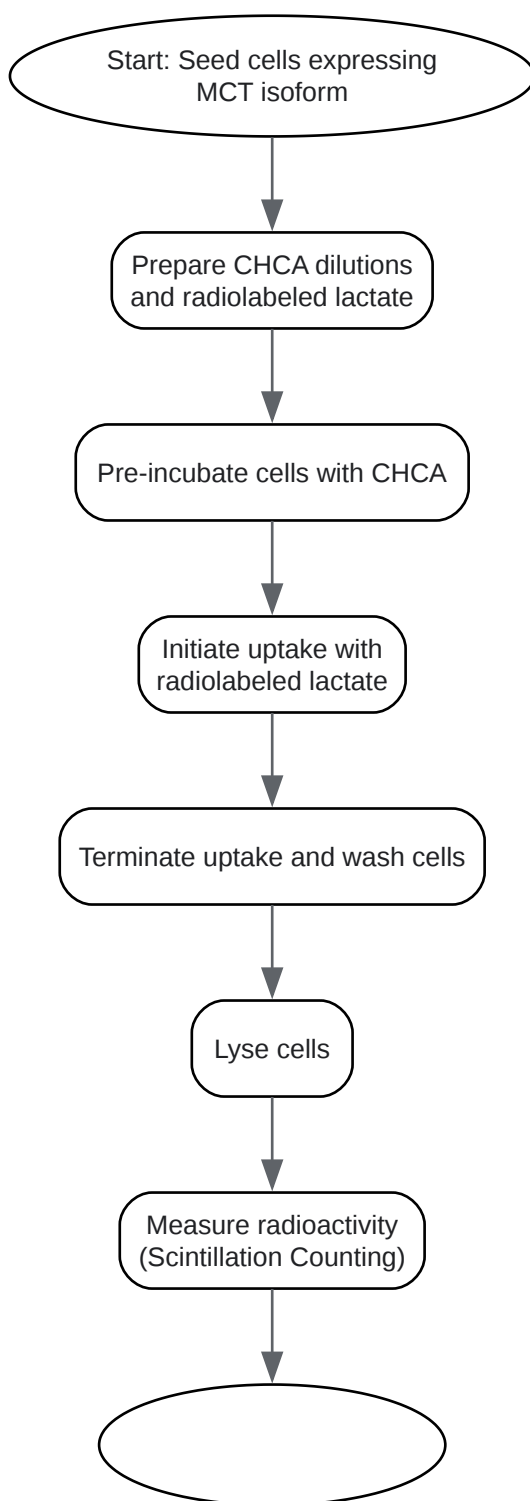 Start: Seed cells expressing
MCT isoform
Prepare CHCA dilutions
and radiolabeled lactate
Pre-incubate cells with CHCA
Initiate uptake with
radiolabeled lactate
Terminate uptake and wash cells
Lyse cells
Measure radioactivity
(Scintillation Counting)